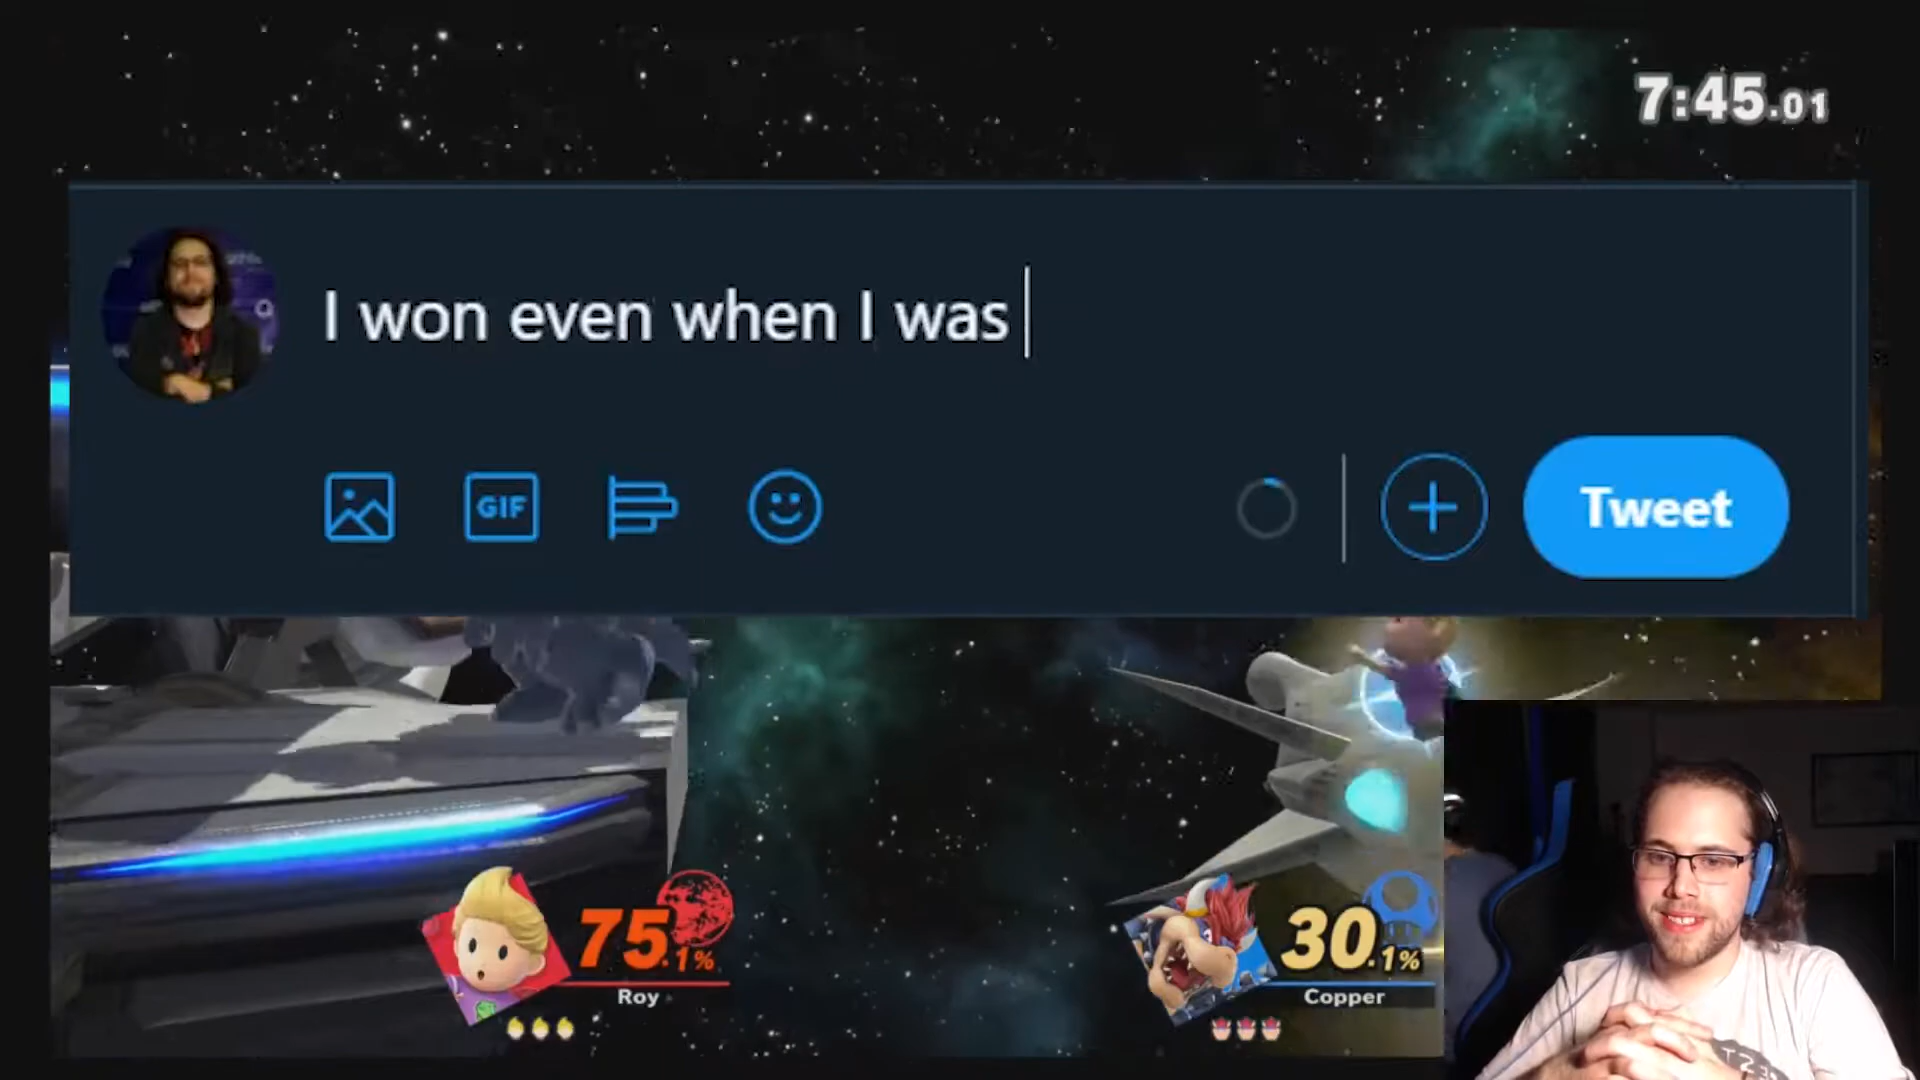 7:45.01
I won even when I was
GIF
Tweet
75.1%
30.1%
Roy
Copper